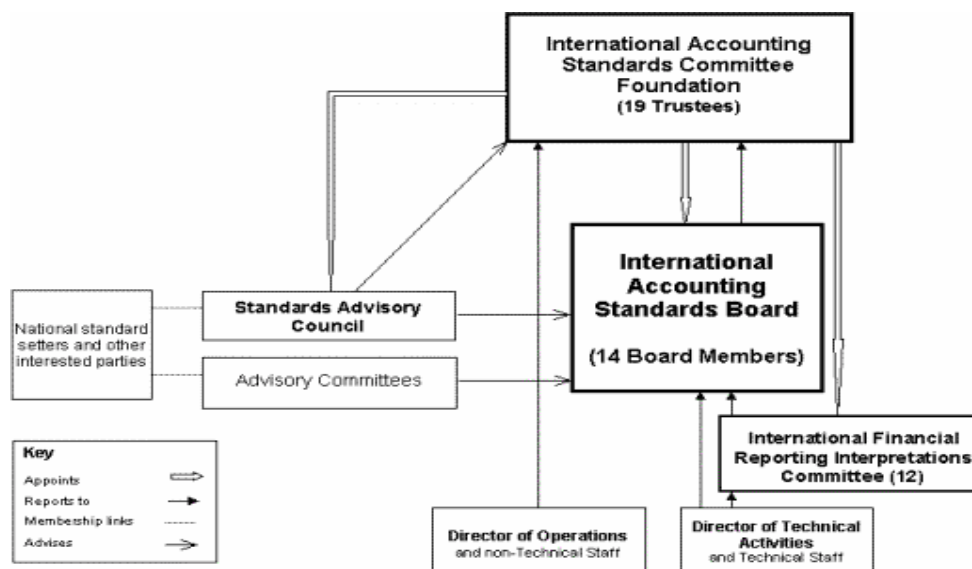 International Accounting
Standards Committee
Foundation
(19 Trustees)
International
Accounting
Standards Board
(14 Board Members)
National standard
setters and other
interested parties
Standards Advisory
Council
Advisory Committees
International Financial
Reporting Interpretations
Committee (12)
Key
Appoints
Reports to
Membership links
Advises
Director of Operations
and non-Technical Staff
Director of Technical
Activities
and Technical Staff